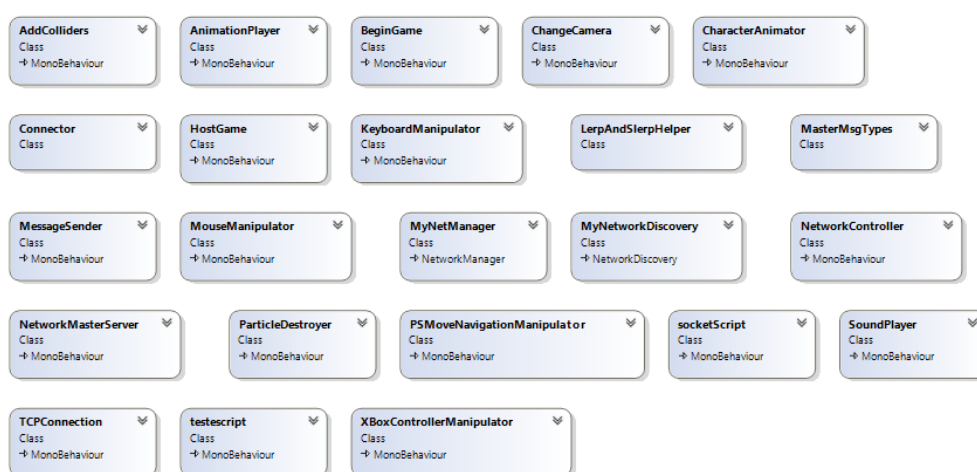 AddColliders
Class
MonoBehaviour
AnimationPlayer
Class
MonoBehaviour
BeginGame
Class
MonoBehaviour
ChangeCamera
Class
MonoBehaviour
CharacterAnimator
Class
MonoBehaviour
Connector
Class
HostGame
Class
MonoBehaviour
KeyboardManipulator
Class
MonoBehaviour
LerpAndSlerpHelper
Class
MasterMsgTypes
Class
MessageSender
Class
MonoBehaviour
MouseManipulator
Class
MonoBehaviour
MyNetManager
Class
NetworkManager
MyNetworkDiscovery
Class
NetworkDiscovery
NetworkController
Class
MonoBehaviour
NetworkMasterServer
Class
MonoBehaviour
ParticleDestroyer
Class
MonoBehaviour
PSMoveNavigationManipulator
Class
MonoBehaviour
socketScript
Class
MonoBehaviour
SoundPlayer
Class
MonoBehaviour
TCPConnection
Class
MonoBehaviour
testescript
Class
MonoBehaviour
XBoxControllerManipulator
Class
MonoBehaviour